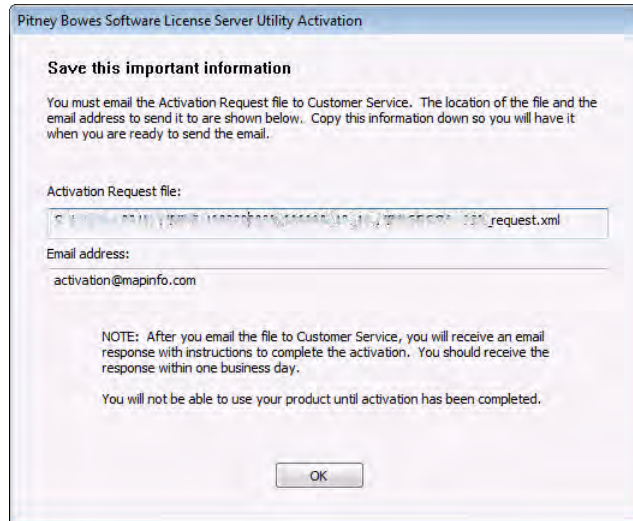 Pitney Bowes Software License Server Utility Activation
Save this important information
You must email the Activation Request file to Customer Service. The location of the file and the
email address to send it to are shown below. Copy this information down so you will have it
when you are ready to send the email.
Activation Request file:
_request.xml
Email address:
activation@mapinfo.com
NOTE: After you email the file to Customer Service, you will receive an email
response with instructions to complete the activation. You should receive the
response within one business day.
You will not be able to use your product until activation has been completed.
OK